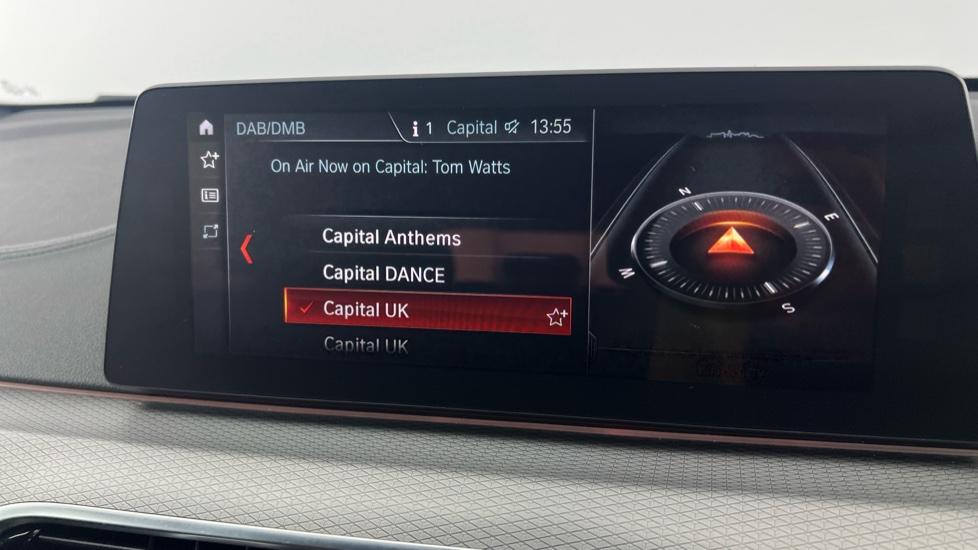 DAB/DMB
1 Capital 13:55
On Air Now on Capital: Tom Watts
Capital Anthems
Capital DANCE
Capital UK
Capital UK
N
E
W
S